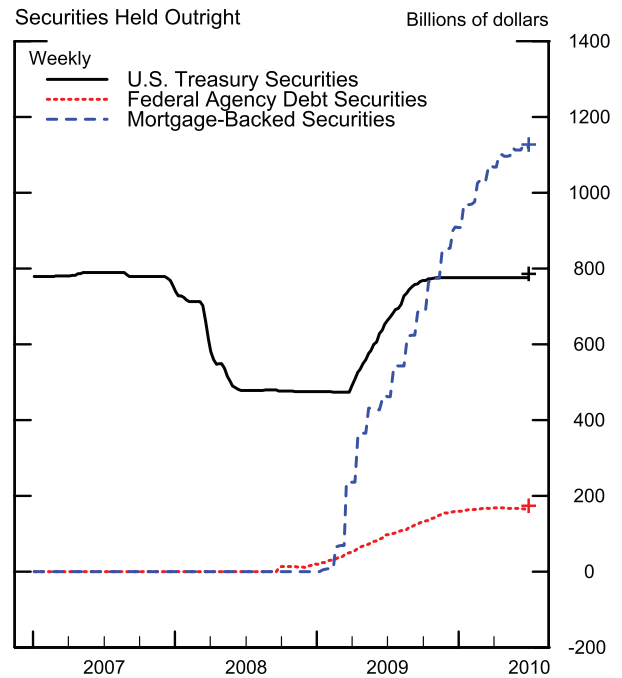 Securities Held Outright
Billions of dollars
Weekly
U.S. Treasury Securities
Federal Agency Debt Securities
Mortgage-Backed Securities
1400
1200
1000
800
600
400
200
0
-200
2007 2008 2009 2010